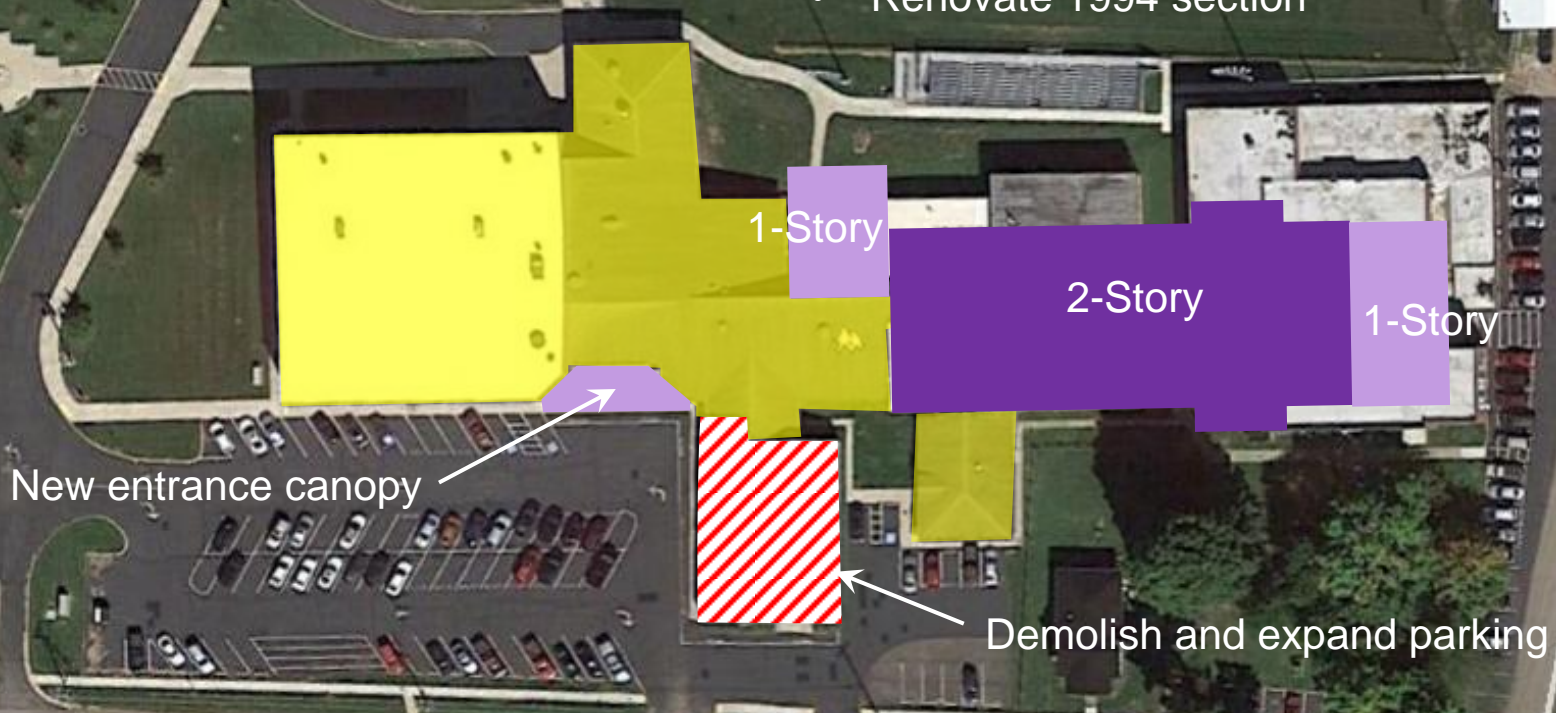 Renovate 1994 section
1-Story
2-Story
1-Story
New entrance canopy
Demolish and expand parking